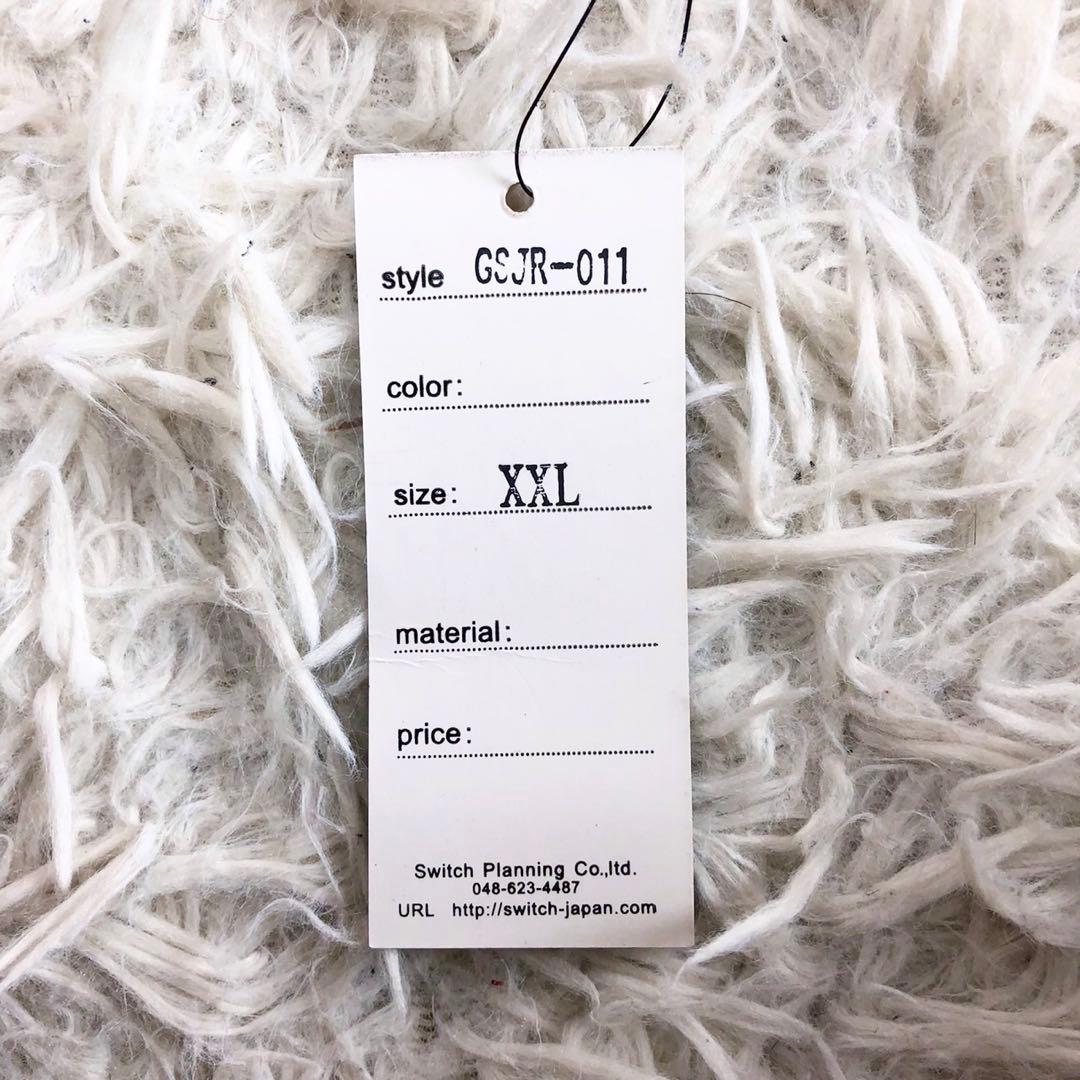 style GSJR-011
color:
size: XXL
material:
price:
Switch Planning Co.,ltd.
048-623-4487
URL http://switch-japan.com